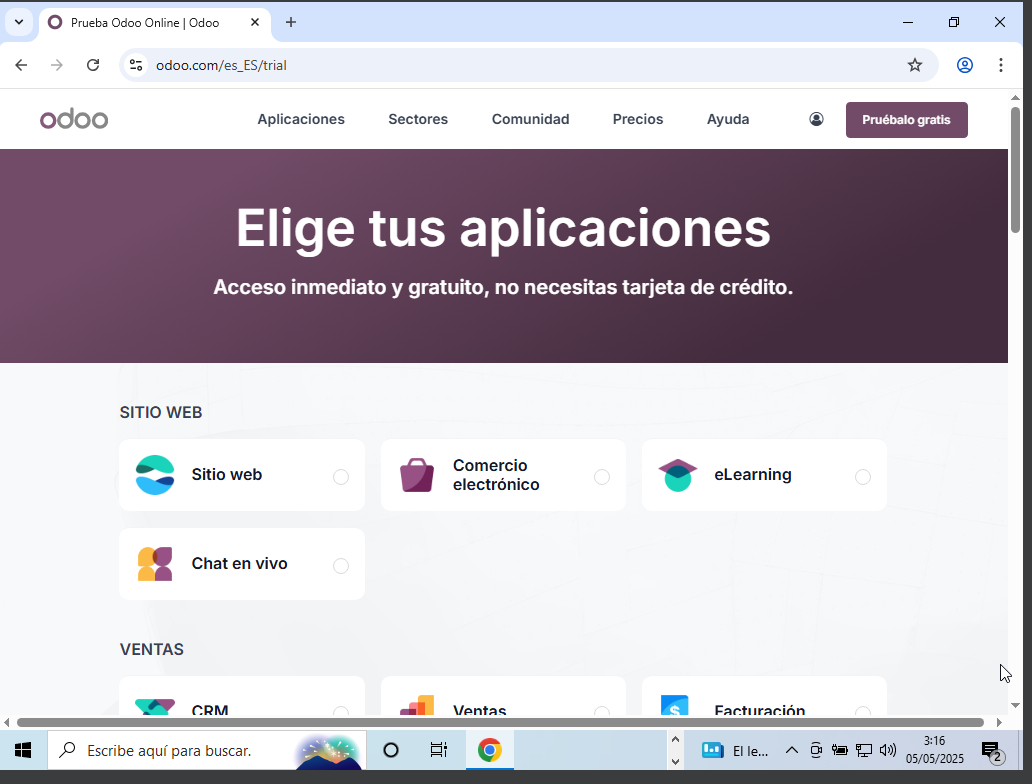 Prueba Odoo Online | Odoo
odoo.com/es_ES/trial
odoo
Aplicaciones
Sectores
Comunidad
Precios
Ayuda
Pruébalo gratis
Elige tus aplicaciones
Acceso inmediato y gratuito, no necesitas tarjeta de crédito.
SITIO WEB
Sitio web
Comercio
electrónico
eLearning
Chat en vivo
VENTAS
CRM
Ventas
Facturación
Escribe aquí para buscar.
El le...
3:16
05/05/2025
2